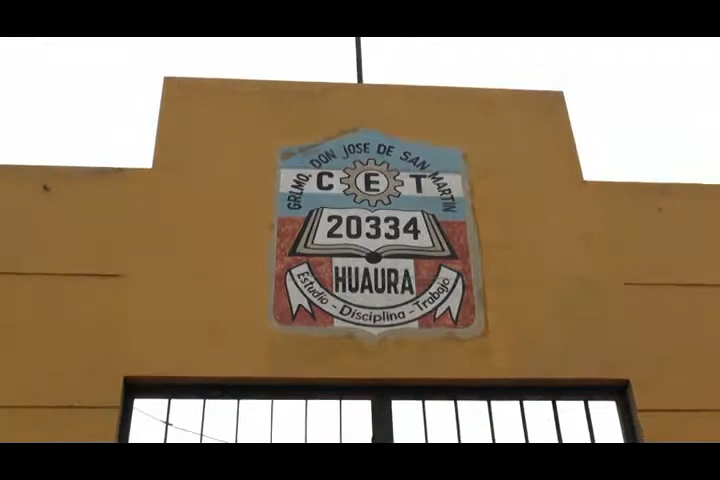 GRLMO. DON JOSE DE SAN MARTIN
C E T
20334
HUAURA
Estudio - Disciplina - Trabajo